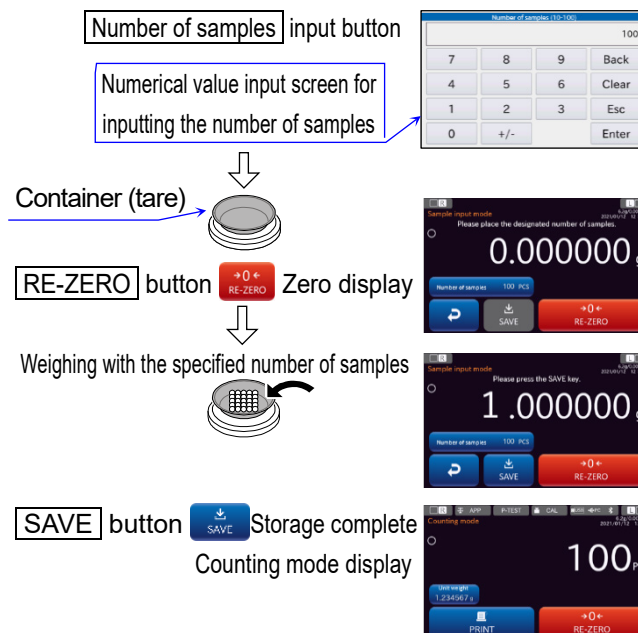 Number of samples input button
Number of samples (10-100)
100
7 8 9 Back
4 5 6 Clear
1 2 3 Esc
0 +/- Enter
Numerical value input screen for
inputting the number of samples
Container (tare)
R L
Sample input mode
Please place the designated number of samples.
0.000000 g
Number of samples 100 PCS
SAVE
→0←
RE-ZERO
RE-ZERO button →0← RE-ZERO Zero display
Weighing with the specified number of samples
R L
Sample input mode
Please press the SAVE key.
1.000000 g
Number of samples 100 PCS
SAVE
→0←
RE-ZERO
SAVE button SAVE Storage complete
Counting mode display
R APP P-TEST CAL L
Counting mode
2021/01/12
100 P
Unit weight
1.234567 g
PRINT
→0←
RE-ZERO